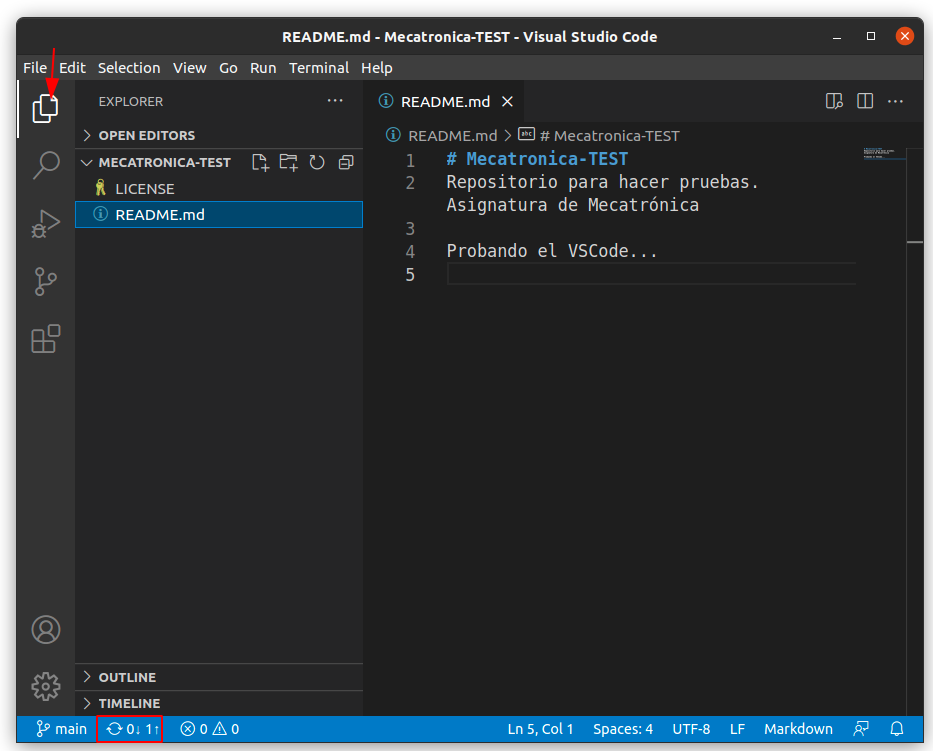 README.md - Mecatronica-TEST - Visual Studio Code
File Edit Selection View Go Run Terminal Help
EXPLORER
README.md
OPEN EDITORS
README.md > # Mecatronica-TEST
MECATRONICA-TEST
LICENSE
README.md
1 # Mecatronica-TEST
2 Repositorio para hacer pruebas.
Asignatura de Mecatrónica
3
4 Probando el VSCode...
5
OUTLINE
TIMELINE
main 0↓ 1↑ 0 0 Ln 5, Col 1 Spaces: 4 UTF-8 LF Markdown